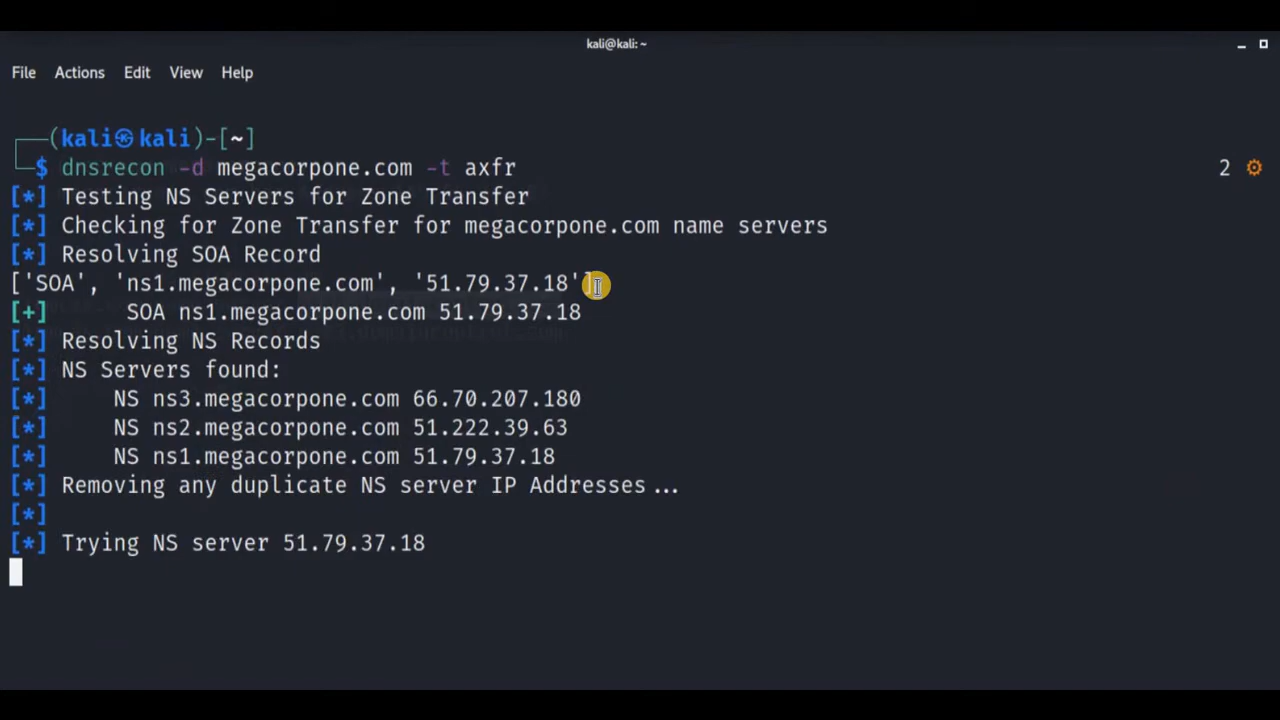 kali@kali: ~
File Actions Edit View Help
(kali㉿kali)-[~]
$ dnsrecon -d megacorpone.com -t axfr 2
[*] Testing NS Servers for Zone Transfer
[*] Checking for Zone Transfer for megacorpone.com name servers
[*] Resolving SOA Record
['SOA', 'ns1.megacorpone.com', '51.79.37.18']
[+] SOA ns1.megacorpone.com 51.79.37.18
[*] Resolving NS Records
[*] NS Servers found:
[*] NS ns3.megacorpone.com 66.70.207.180
[*] NS ns2.megacorpone.com 51.222.39.63
[*] NS ns1.megacorpone.com 51.79.37.18
[*] Removing any duplicate NS server IP Addresses...
[*]
[*] Trying NS server 51.79.37.18